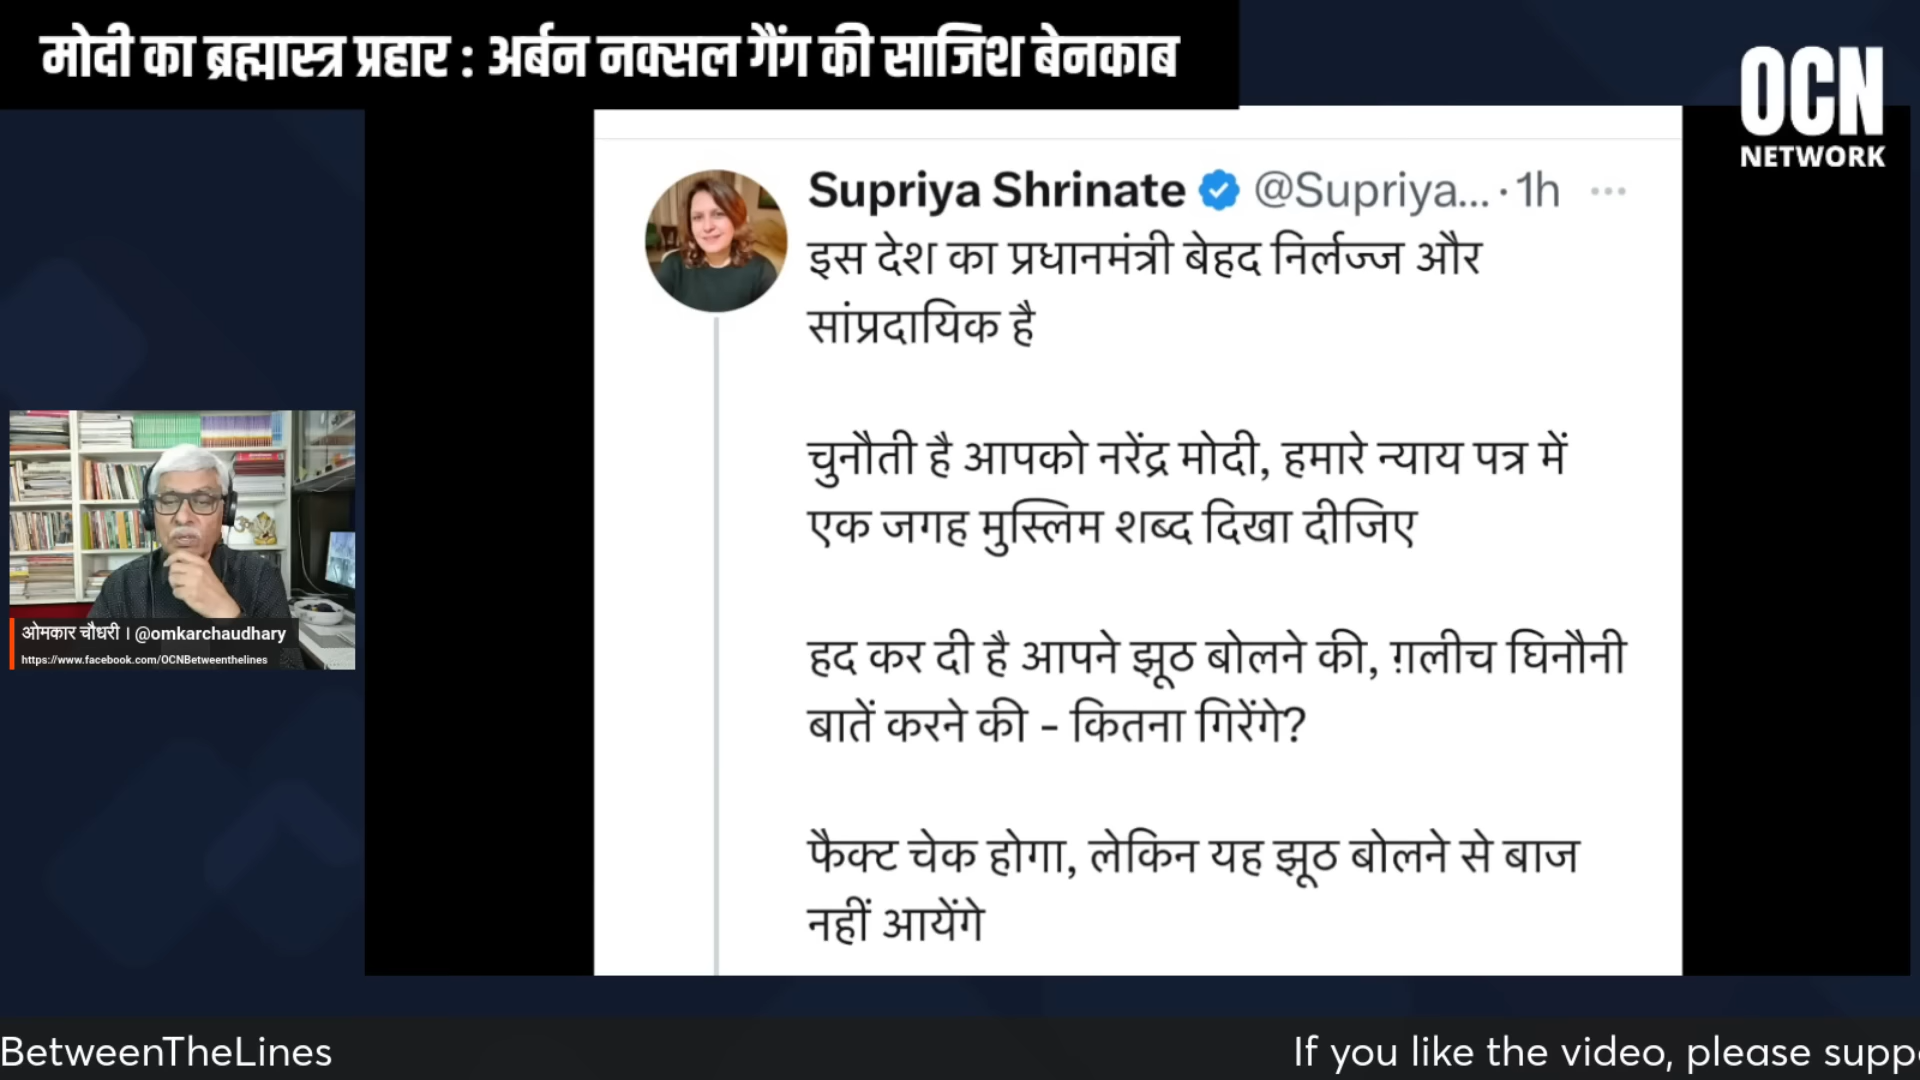 मोदी का ब्रह्मास्त्र प्रहार : अर्बन नक्सल गैंग की साजिश बेनकाब
OCN
NETWORK
Supriya Shrinate @Supriya... · 1h
इस देश का प्रधानमंत्री बेहद निर्लज्ज और
सांप्रदायिक है
चुनौती है आपको नरेंद्र मोदी, हमारे न्याय पत्र में
एक जगह मुस्लिम शब्द दिखा दीजिए
हद कर दी है आपने झूठ बोलने की, ग़लीच घिनौनी
बातें करने की - कितना गिरेंगे?
फैक्ट चेक होगा, लेकिन यह झूठ बोलने से बाज
नहीं आयेंगे
ओमकार चौधरी । @omkarchaudhary
https://www.facebook.com/OCNBetweenthelines
BetweenTheLines
If you like the video, please supp